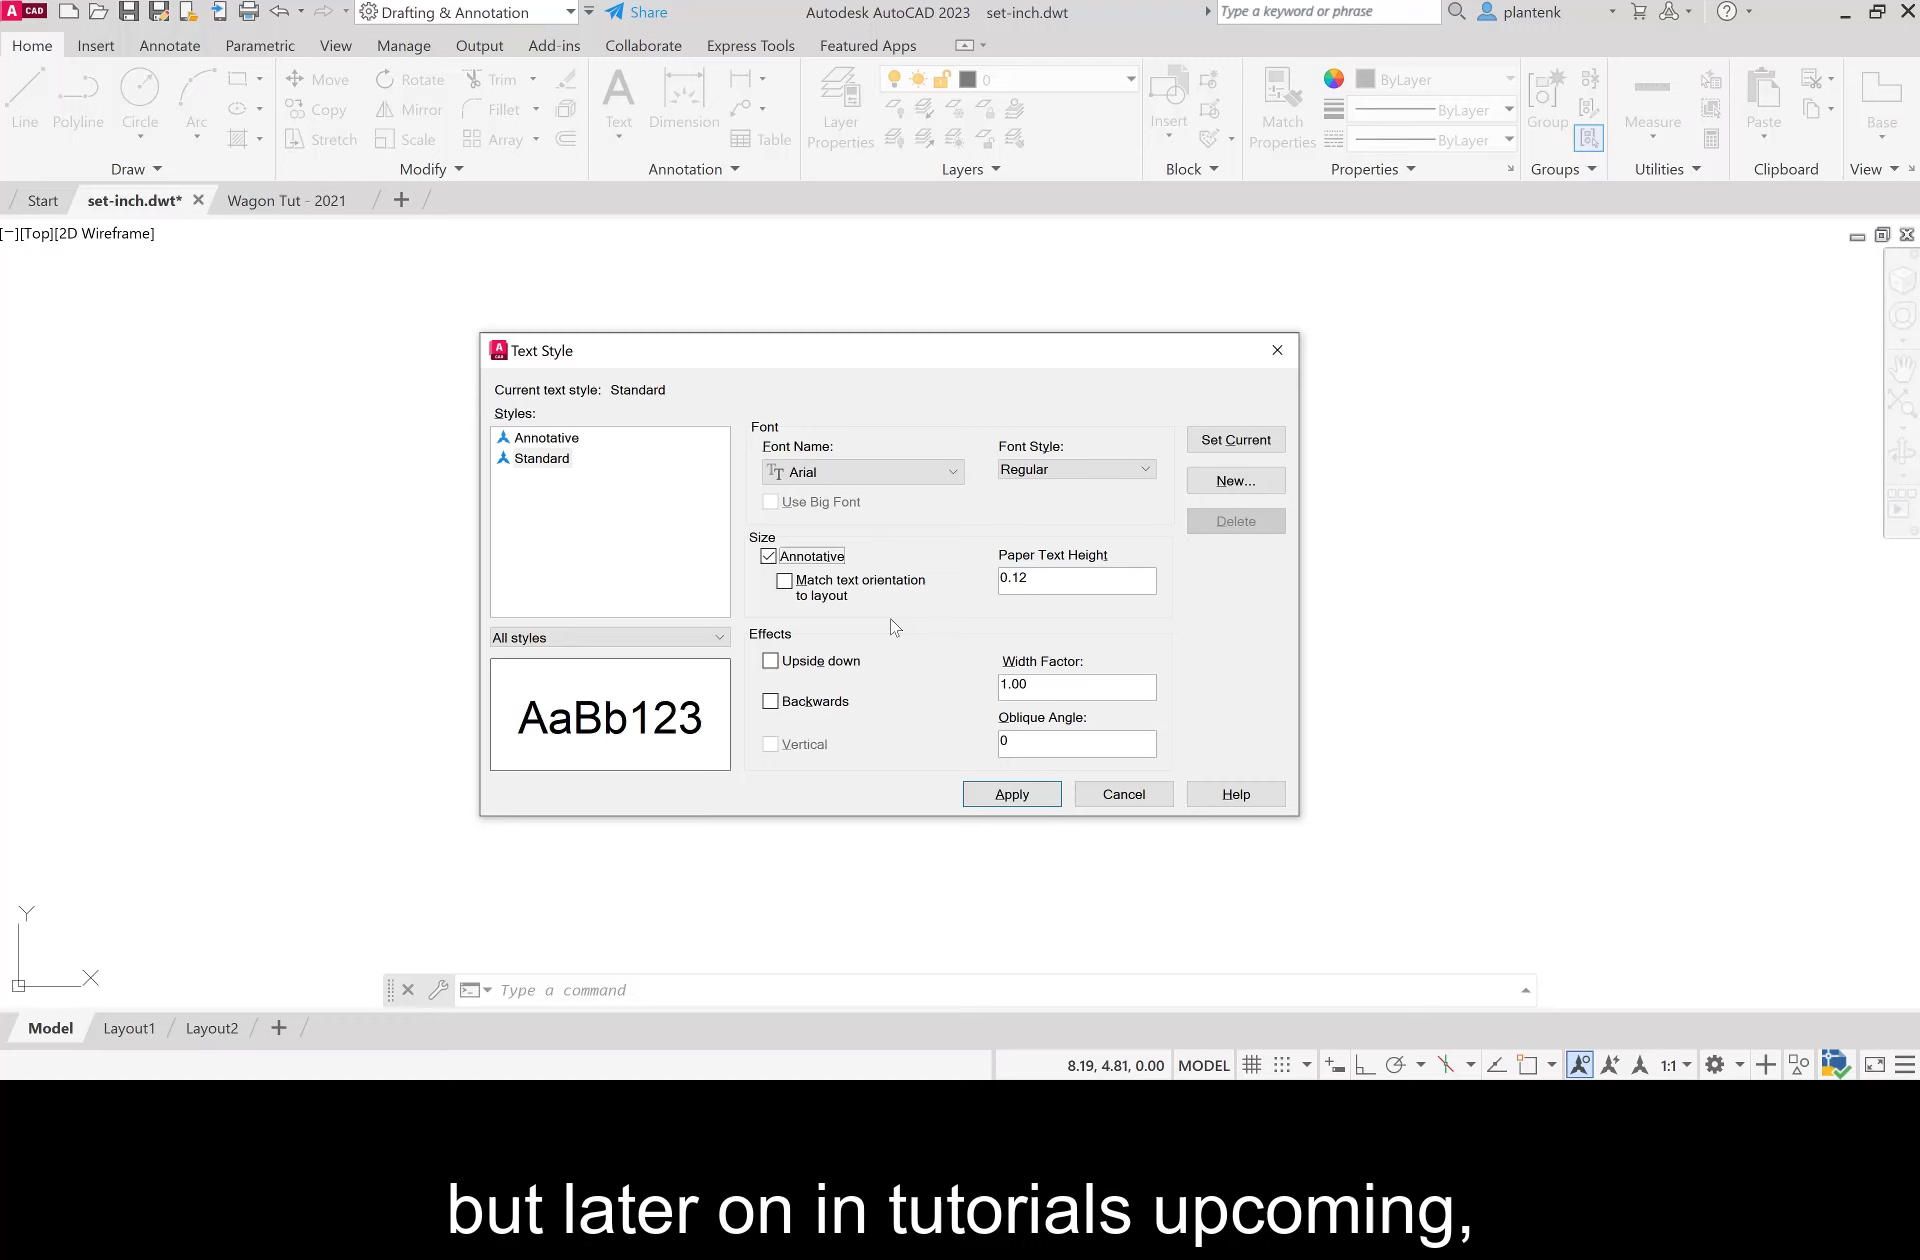 A CAD
Drafting & Annotation
Share
Autodesk AutoCAD 2023 set-inch.dwt
Type a keyword or phrase
plantenk
Home Insert Annotate Parametric View Manage Output Add-ins Collaborate Express Tools Featured Apps
Line
Polyline
Circle
Arc
Draw
Move
Rotate
Trim
Copy
Mirror
Fillet
Stretch
Scale
Array
Modify
Text
Dimension
Table
Annotation
Layer
Properties
0
Layers
Insert
Block
Match
Properties
ByLayer
ByLayer
ByLayer
Properties
Group
Groups
Measure
Utilities
Paste
Clipboard
Base
View
Start
set-inch.dwt*
Wagon Tut - 2021
[−][Top][2D Wireframe]
Text Style
Current text style: Standard
Styles:
Annotative
Standard
All styles
AaBb123
Font
Font Name:
Arial
Use Big Font
Font Style:
Regular
Size
Annotative
Match text orientation
to layout
Paper Text Height
0.12
Effects
Upside down
Backwards
Vertical
Width Factor:
1.00
Oblique Angle:
0
Set Current
New...
Delete
Apply
Cancel
Help
Y
X
Type a command
Model
Layout1
Layout2
8.19, 4.81, 0.00 MODEL
1:1
but later on in tutorials upcoming,